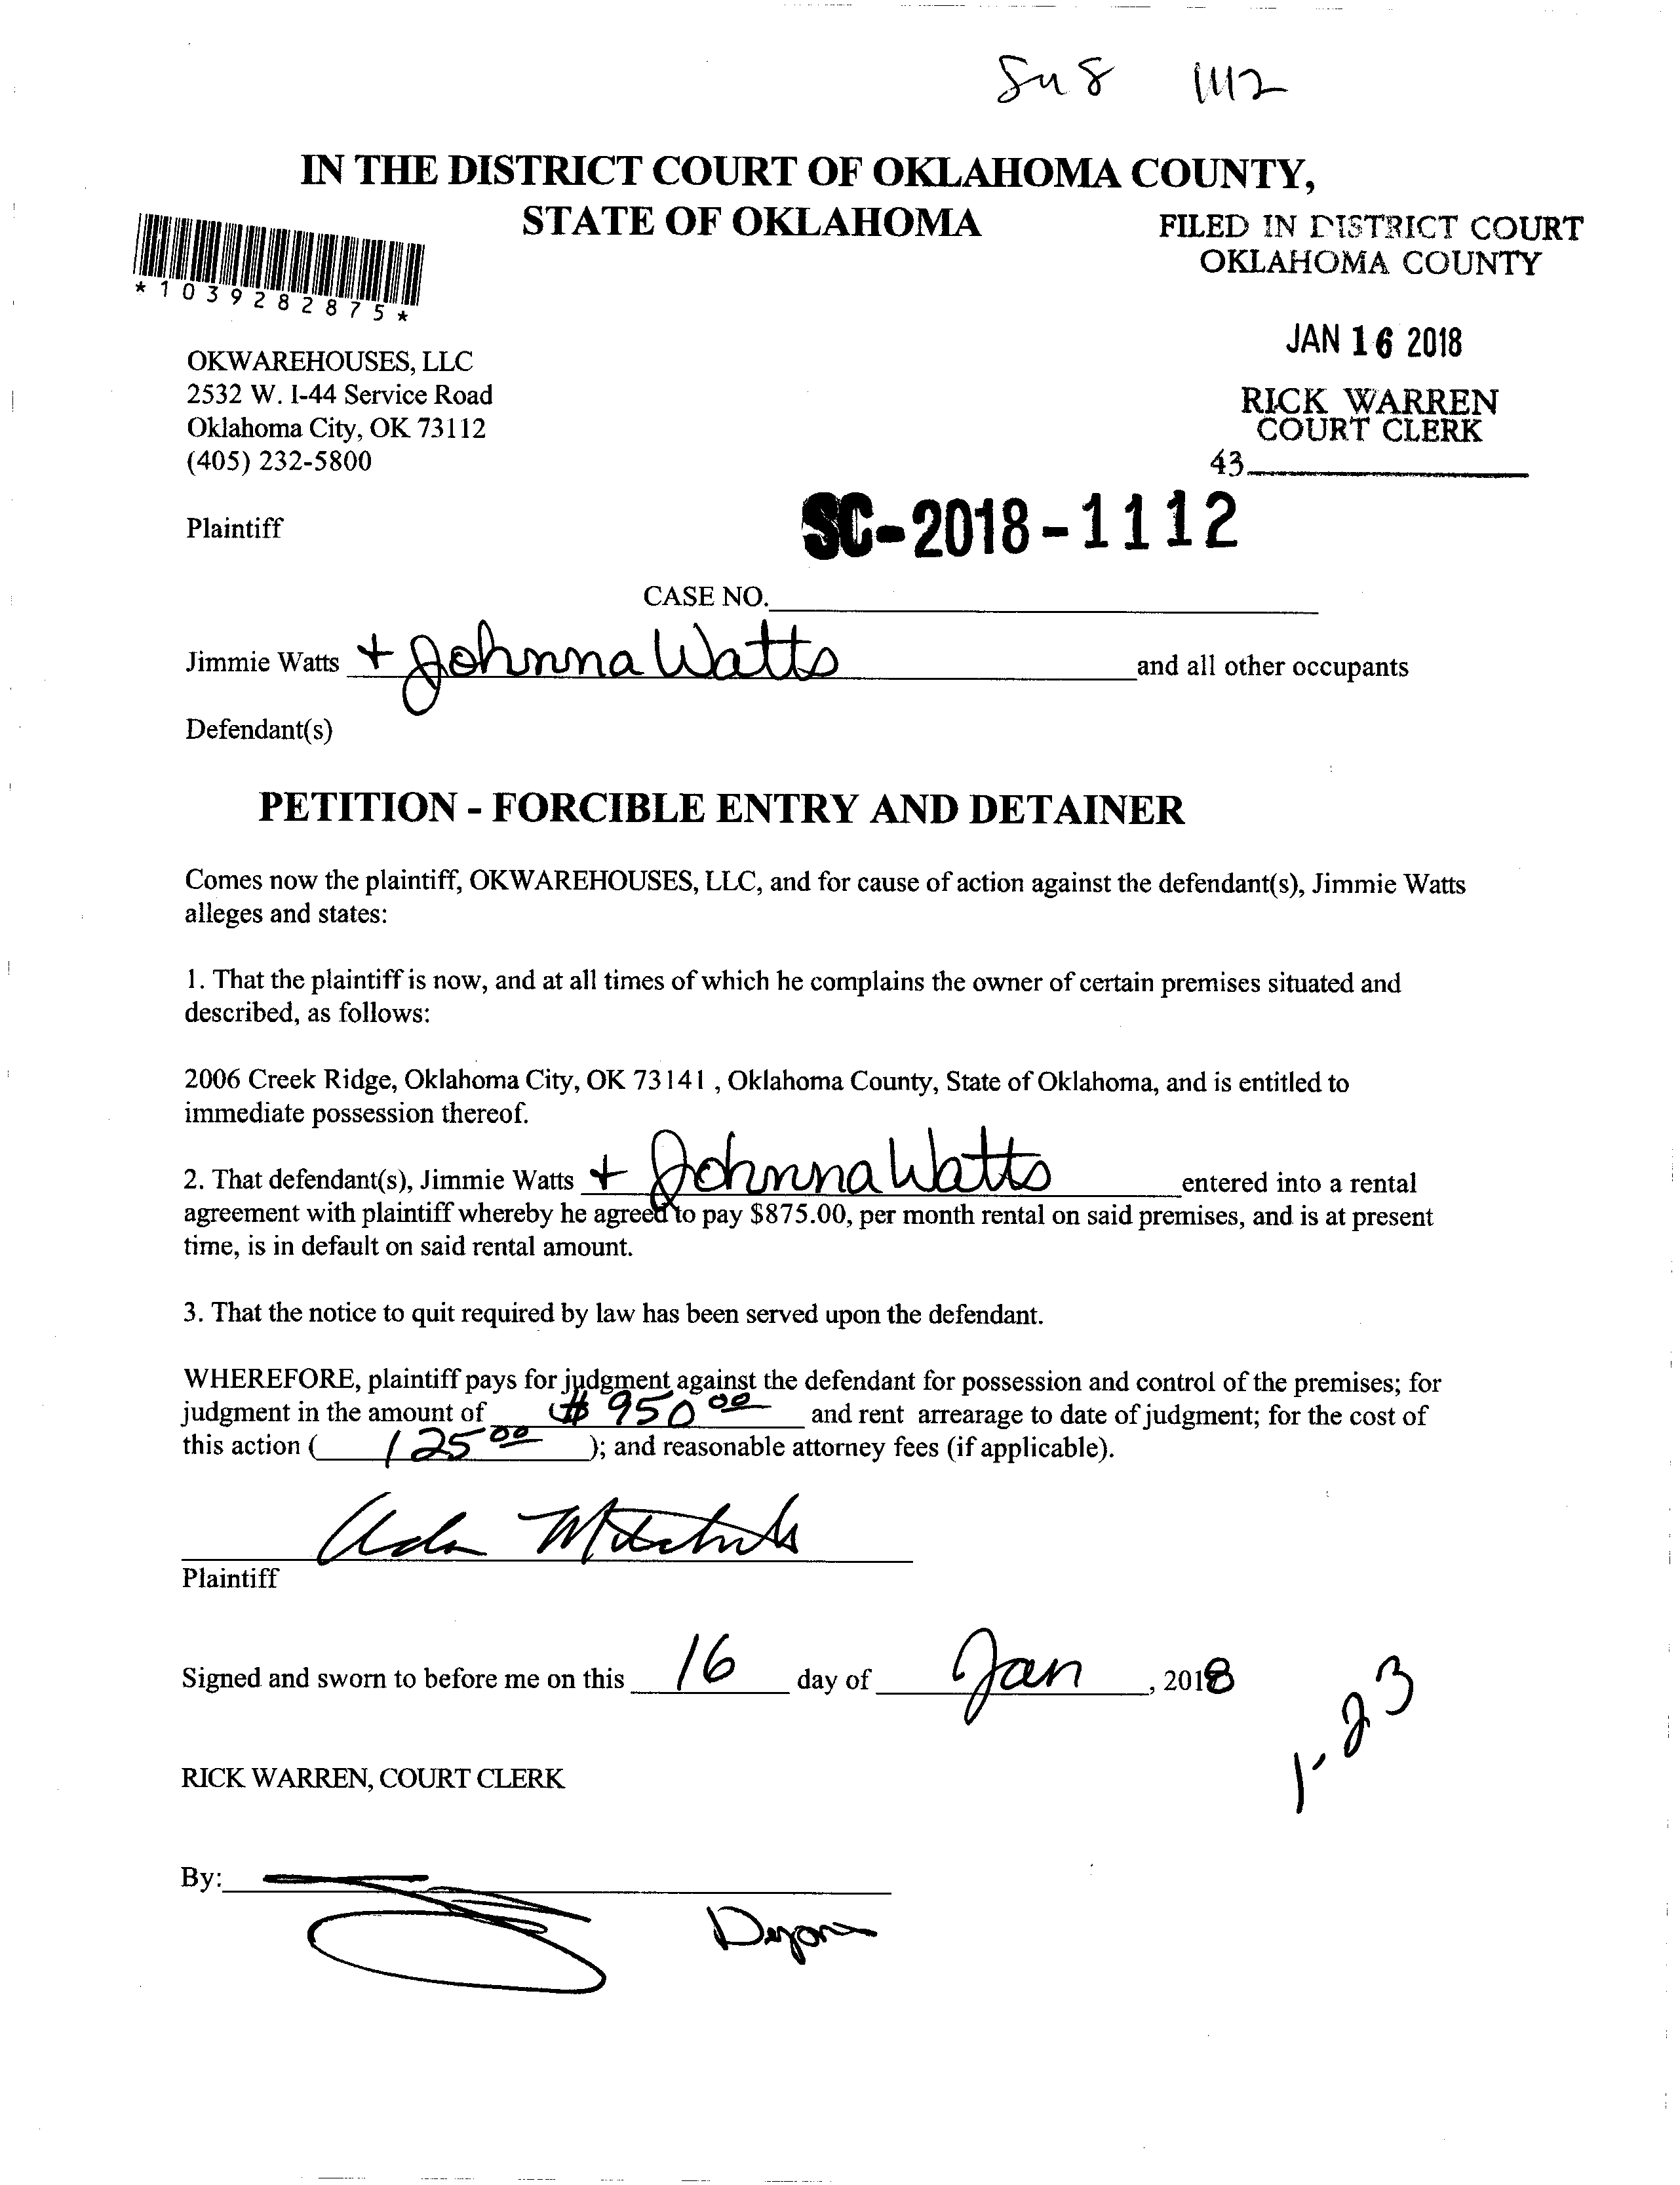 1112
IN THE DISTRICT COURT OF OKLAHOMA COUNTY,
STATE OF OKLAHOMA
FILED IN DISTRICT COURT
OKLAHOMA COUNTY
*1039282875*
JAN 16 2018
OKWAREHOUSES, LLC
2532 W. I-44 Service Road
Oklahoma City, OK 73112
(405) 232-5800
RICK WARREN
COURT CLERK
43
Plaintiff
SC-2018-1112
CASE NO.
Jimmie Watts + Johnna Watts and all other occupants
Defendant(s)
PETITION - FORCIBLE ENTRY AND DETAINER
Comes now the plaintiff, OKWAREHOUSES, LLC, and for cause of action against the defendant(s), Jimmie Watts
alleges and states:
1. That the plaintiff is now, and at all times of which he complains the owner of certain premises situated and
described, as follows:
2006 Creek Ridge, Oklahoma City, OK 73141 , Oklahoma County, State of Oklahoma, and is entitled to
immediate possession thereof.
2. That defendant(s), Jimmie Watts + Johnna Watts entered into a rental
agreement with plaintiff whereby he agreed to pay $875.00, per month rental on said premises, and is at present
time, is in default on said rental amount.
3. That the notice to quit required by law has been served upon the defendant.
WHEREFORE, plaintiff pays for judgment against the defendant for possession and control of the premises; for
judgment in the amount of $ 950 00 and rent arrearage to date of judgment; for the cost of
this action ( 125 00 ); and reasonable attorney fees (if applicable).
Plaintiff
Signed and sworn to before me on this 16 day of Jan, 2018
1-23
RICK WARREN, COURT CLERK
By: